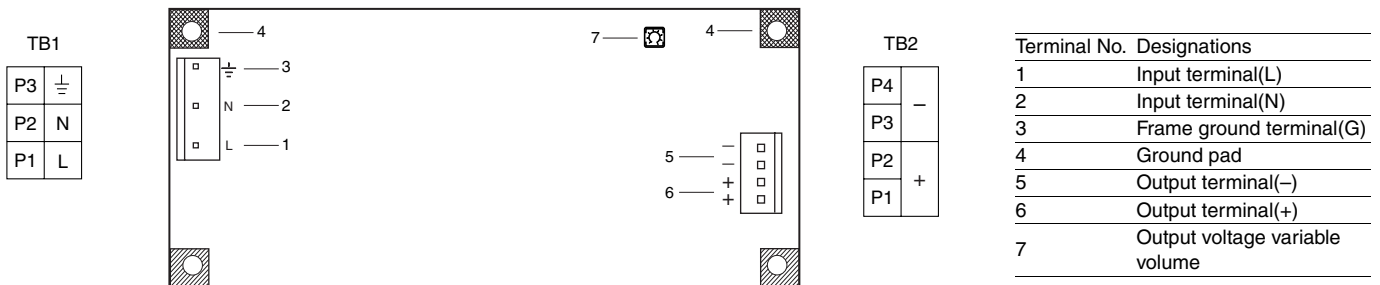 TB1
P3 ⏚
P2 N
P1 L
4
7
4
3
N 2
L 1
5 − −
6 + +
TB2
P4 −
P3
P2 +
P1
Terminal No. Designations
1 Input terminal(L)
2 Input terminal(N)
3 Frame ground terminal(G)
4 Ground pad
5 Output terminal(–)
6 Output terminal(+)
7 Output voltage variable
volume